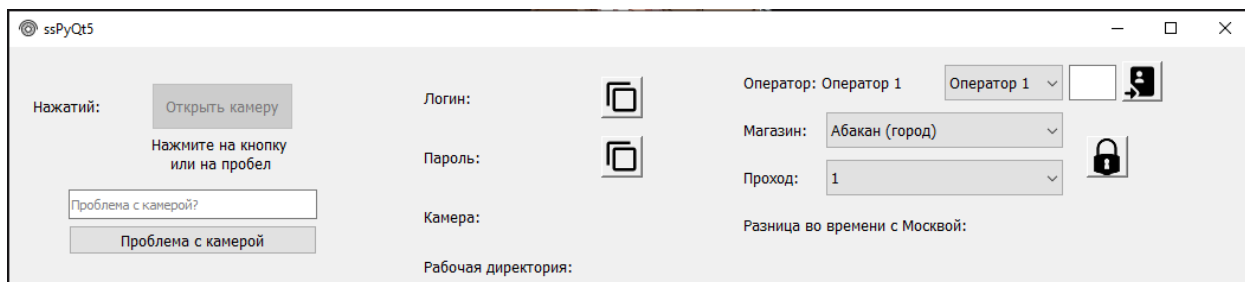 ssPyQt5
Нажатий:
Открыть камеру
Нажмите на кнопку
или на пробел
Проблема с камерой?
Проблема с камерой
Логин:
Пароль:
Камера:
Рабочая директория:
Оператор: Оператор 1
Оператор 1
Магазин:
Абакан (город)
Проход:
1
Разница во времени с Москвой: